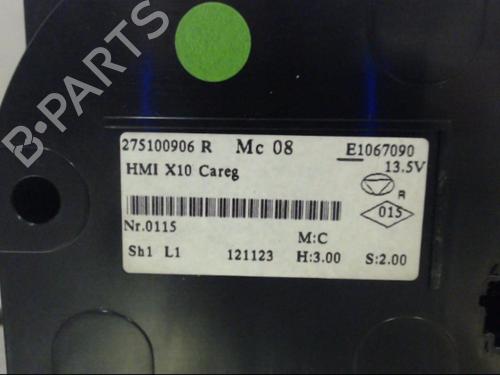 B-PARTS
275100906 R Mc 08 E1067090
13.5V
HMI X10 Careg
R
015
Nr.0115
M:C
Sh1 L1 121123 H:3.00 S:2.00